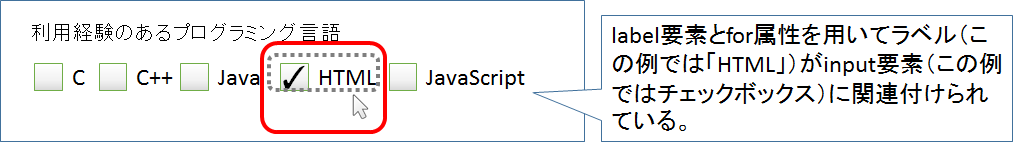 利用経験のあるプログラミング言語
C C++ Java HTML JavaScript
label要素とfor属性を用いてラベル（こ
の例では「HTML」）がinput要素（この例
ではチェックボックス）に関連付けられ
ている。